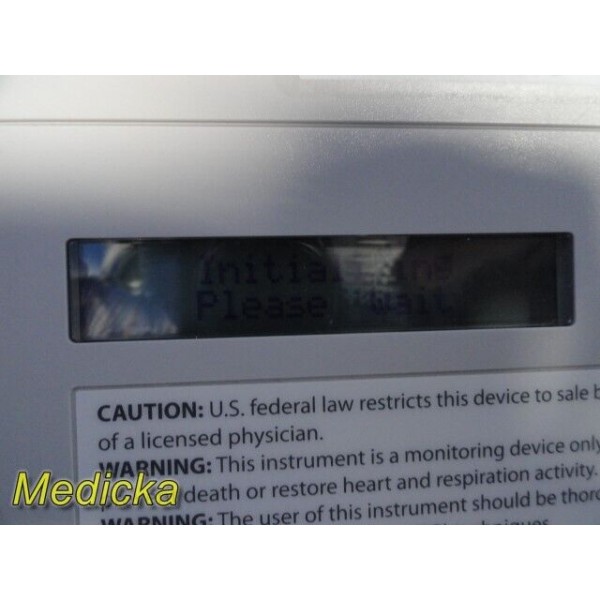 Initializing
Please Wait
CAUTION: U.S. federal law restricts this device to sale b
of a licensed physician.
WARNING: This instrument is a monitoring device only
death or restore heart and respiration activity.
WARNING: The user of this instrument should be thor
Medicka